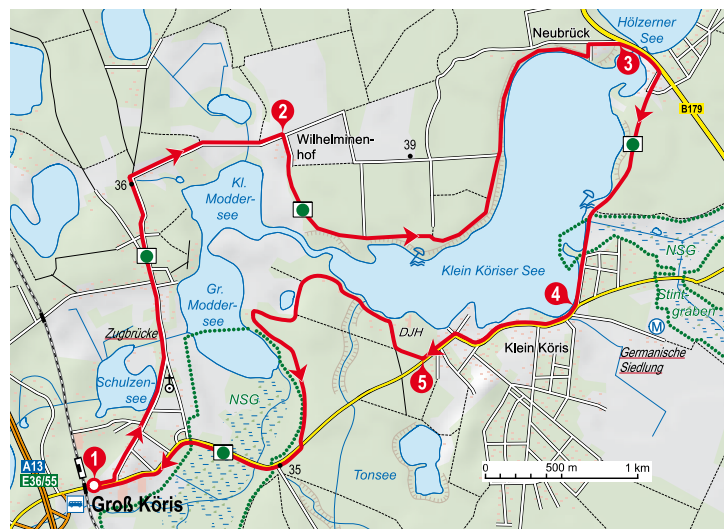 Neubrück
Hölzerner
See
3
B179
2
Wilhelminen-
hof
39
36
Kl.
Modder-
see
Klein Köriser See
NSG
Gr.
Modder-
see
4
Stint-
graben
M
Zugbrücke
DJH
Klein Köris
Germanische
Siedlung
Schulzen-
see
NSG
5
1
35
0 500 m 1 km
A13
E36/55
Tonsee
Groß Köris